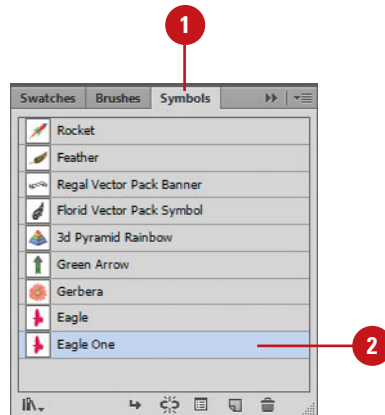 1
Swatches Brushes Symbols
Rocket
Feather
Regal Vector Pack Banner
Florid Vector Pack Symbol
3d Pyramid Rainbow
Green Arrow
Gerbera
Eagle
Eagle One
2